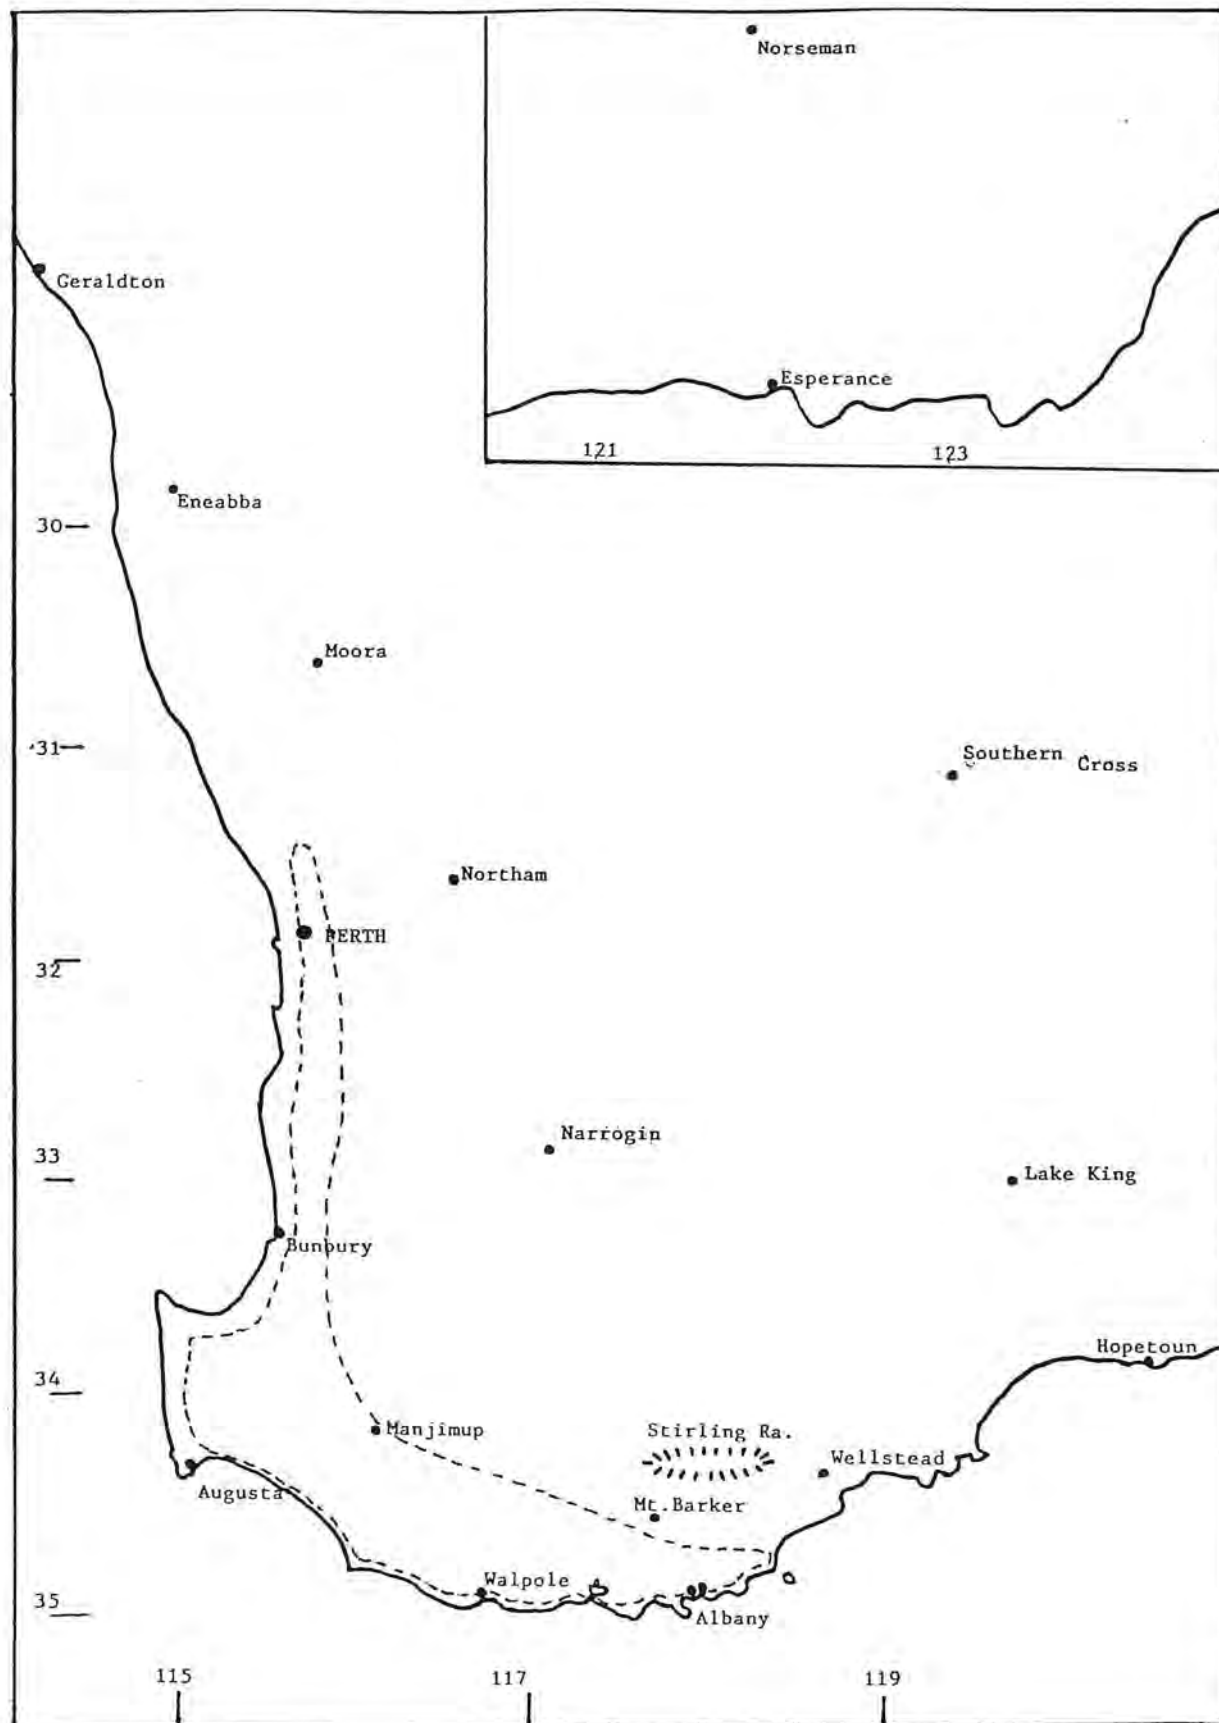 Norseman
Geraldton
Esperance
121
123
Eneabba
30
Moora
31
Southern Cross
Northam
PERTH
32
Narrogin
33
Lake King
Bunbury
Hopetoun
34
Manjimup
Stirling Ra.
Wellstead
Augusta
Mt.Barker
Walpole
35
Albany
115
117
119